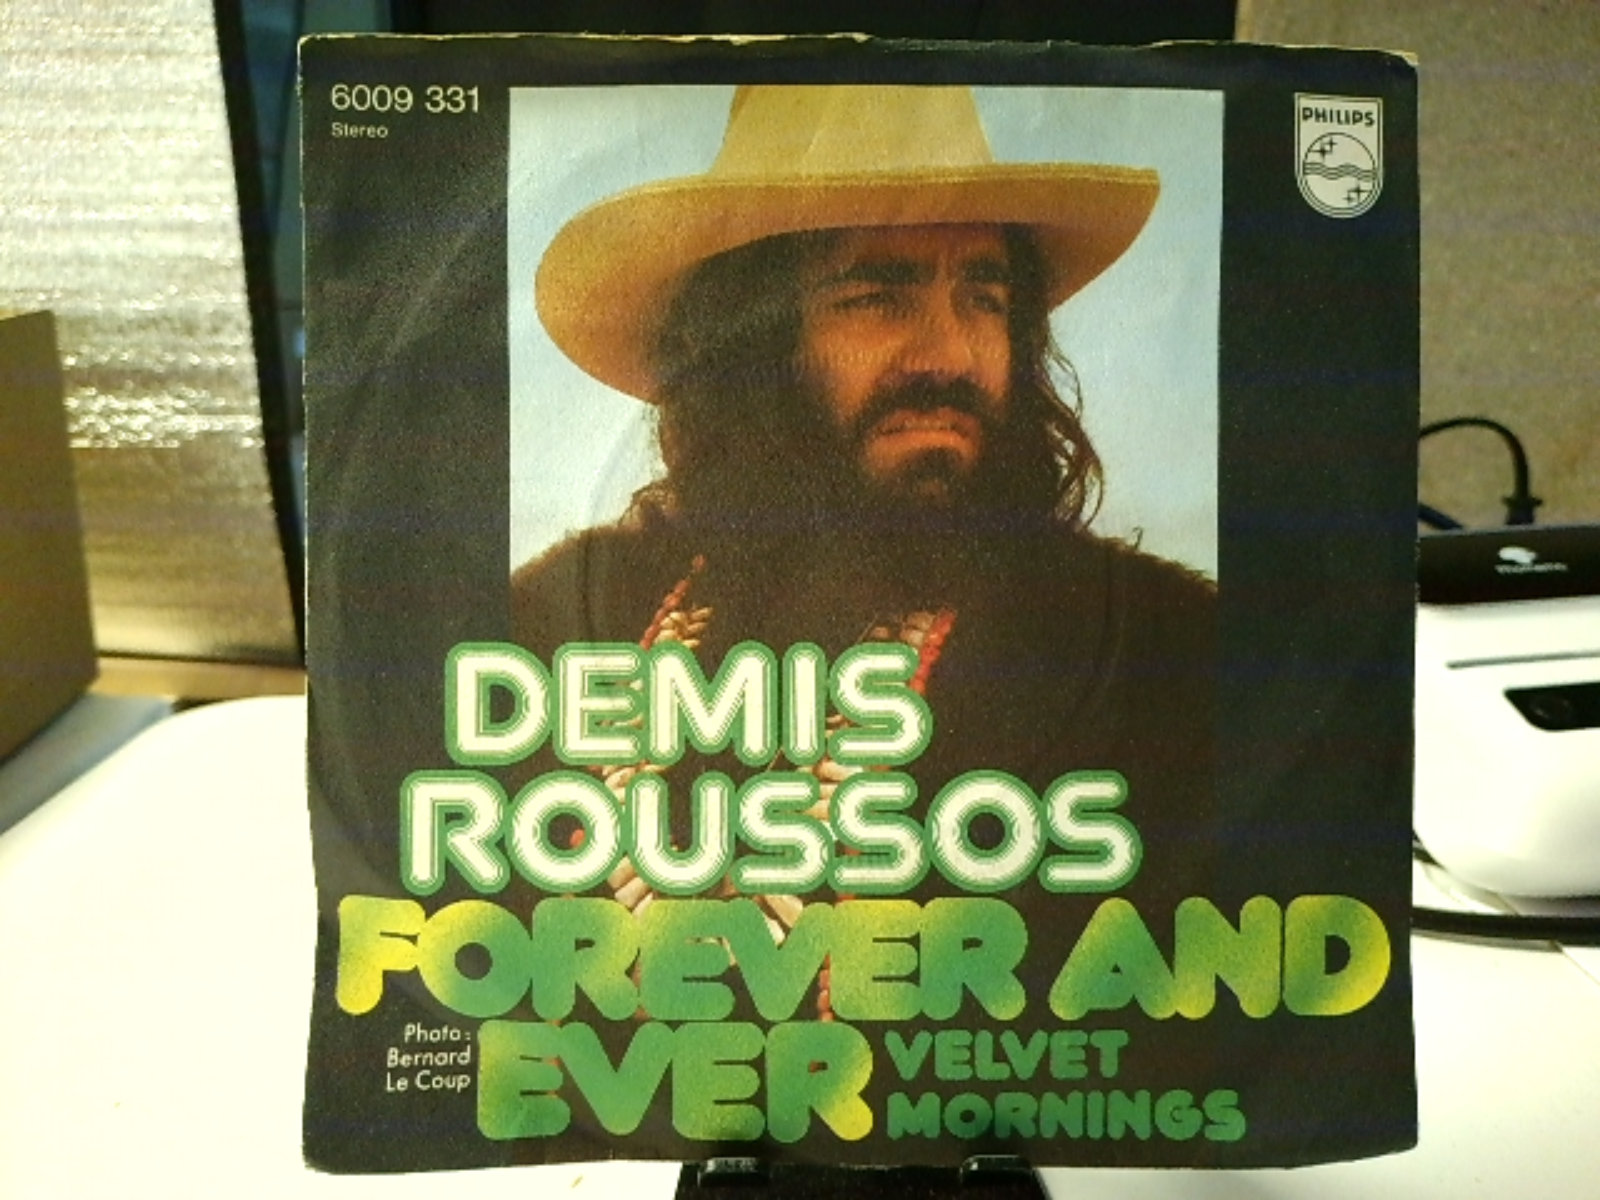 6009 331
Stereo
PHILIPS
DEMIS
ROUSSOS
FOREVER AND
EVER
VELVET
MORNINGS
Photo:
Bernard
Le Coup